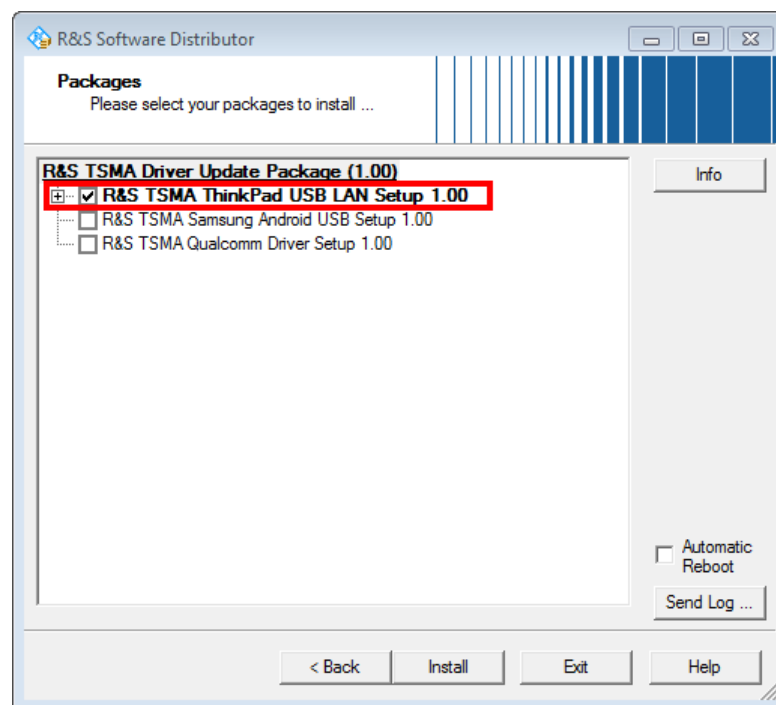 R&S Software Distributor
Packages
Please select your packages to install ...
R&S TSMA Driver Update Package (1.00)
R&S TSMA ThinkPad USB LAN Setup 1.00
R&S TSMA Samsung Android USB Setup 1.00
R&S TSMA Qualcomm Driver Setup 1.00
Info
Automatic
Reboot
Send Log ...
< Back
Install
Exit
Help